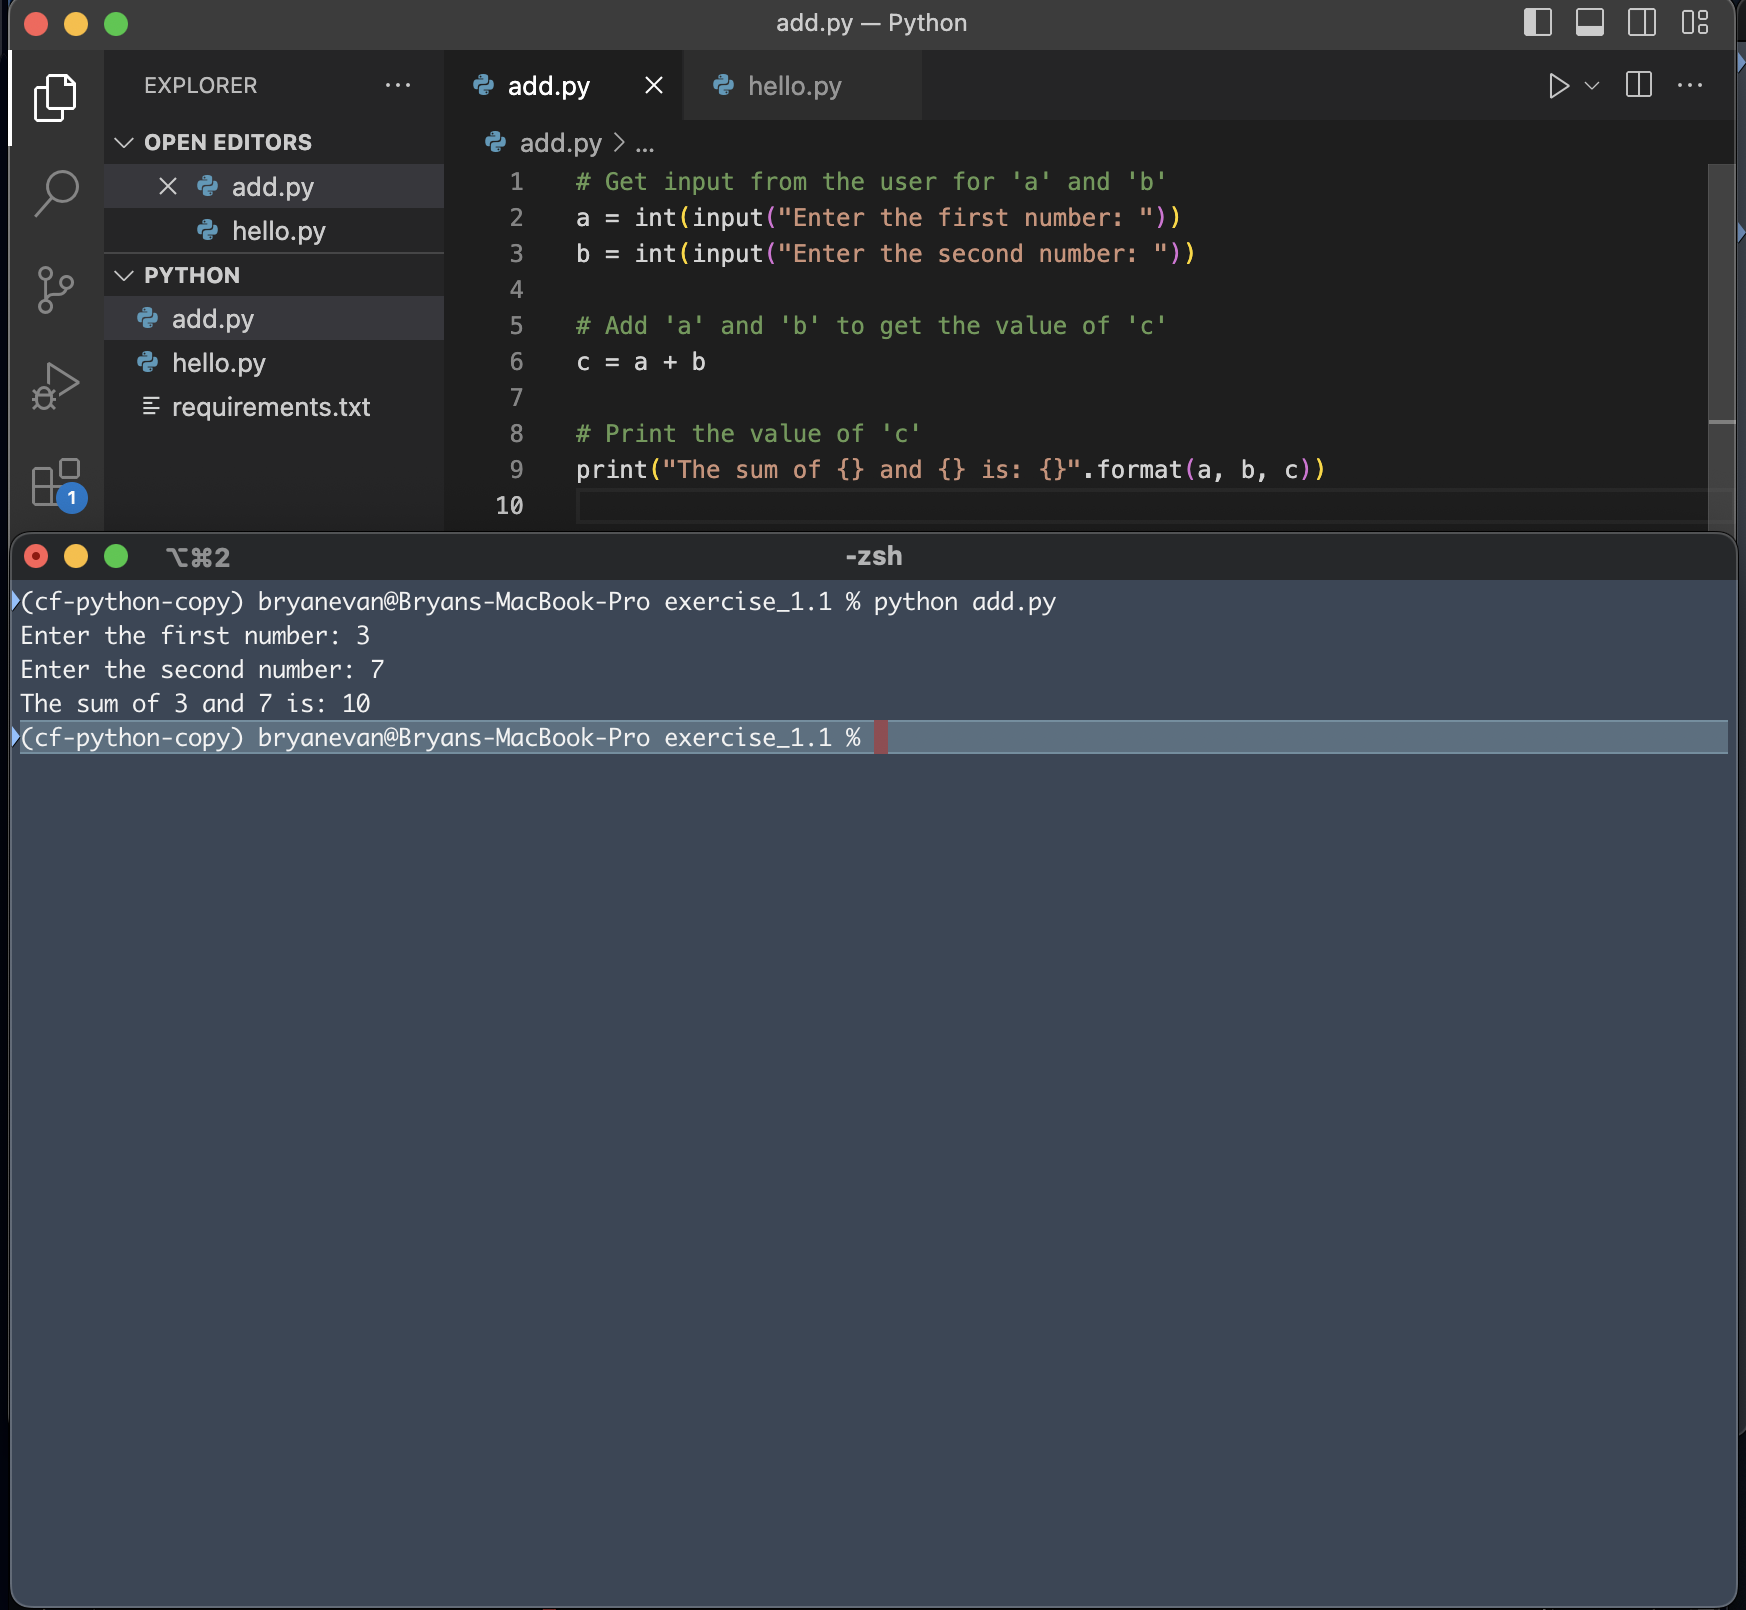 add.py — Python
EXPLORER
add.py
hello.py
OPEN EDITORS
add.py
hello.py
PYTHON
add.py
hello.py
requirements.txt
1
add.py > ...
1 # Get input from the user for 'a' and 'b'
2 a = int(input("Enter the first number: "))
3 b = int(input("Enter the second number: "))
4
5 # Add 'a' and 'b' to get the value of 'c'
6 c = a + b
7
8 # Print the value of 'c'
9 print("The sum of {} and {} is: {}".format(a, b, c))
10
⌥⌘2
-zsh
(cf-python-copy) bryanevan@Bryans-MacBook-Pro exercise_1.1 % python add.py
Enter the first number: 3
Enter the second number: 7
The sum of 3 and 7 is: 10
(cf-python-copy) bryanevan@Bryans-MacBook-Pro exercise_1.1 %